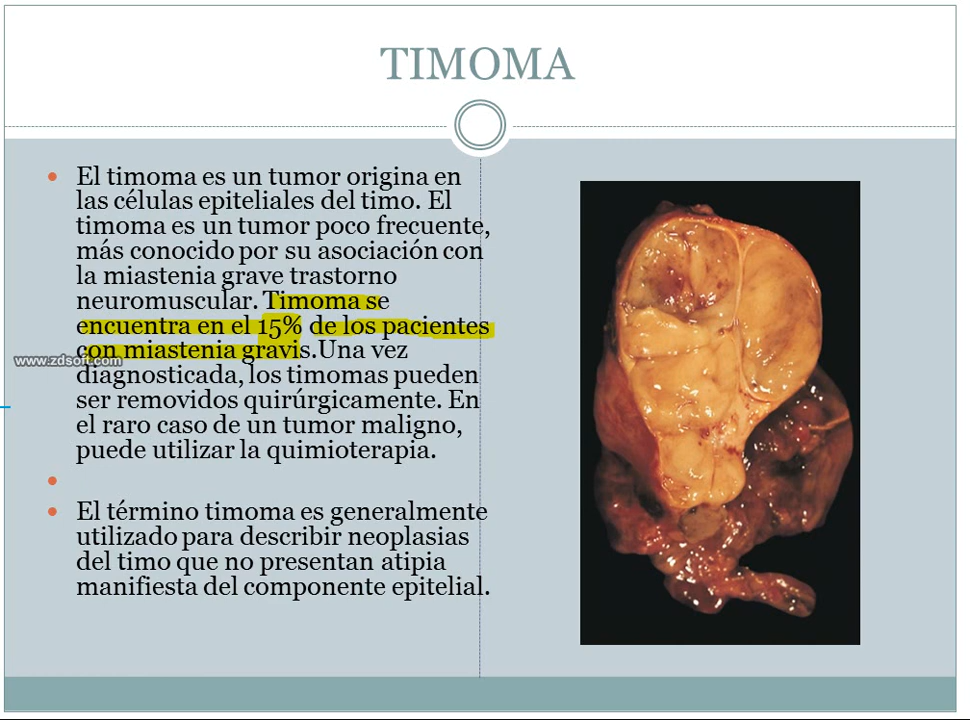 TIMOMA
El timoma es un tumor origina en
las células epiteliales del timo. El
timoma es un tumor poco frecuente,
más conocido por su asociación con
la miastenia grave trastorno
neuromuscular. Timoma se
encuentra en el 15% de los pacientes
con miastenia gravis.Una vez
www.zdsoft.com
diagnosticada, los timomas pueden
ser removidos quirúrgicamente. En
el raro caso de un tumor maligno,
puede utilizar la quimioterapia.
El término timoma es generalmente
utilizado para describir neoplasias
del timo que no presentan atipia
manifiesta del componente epitelial.